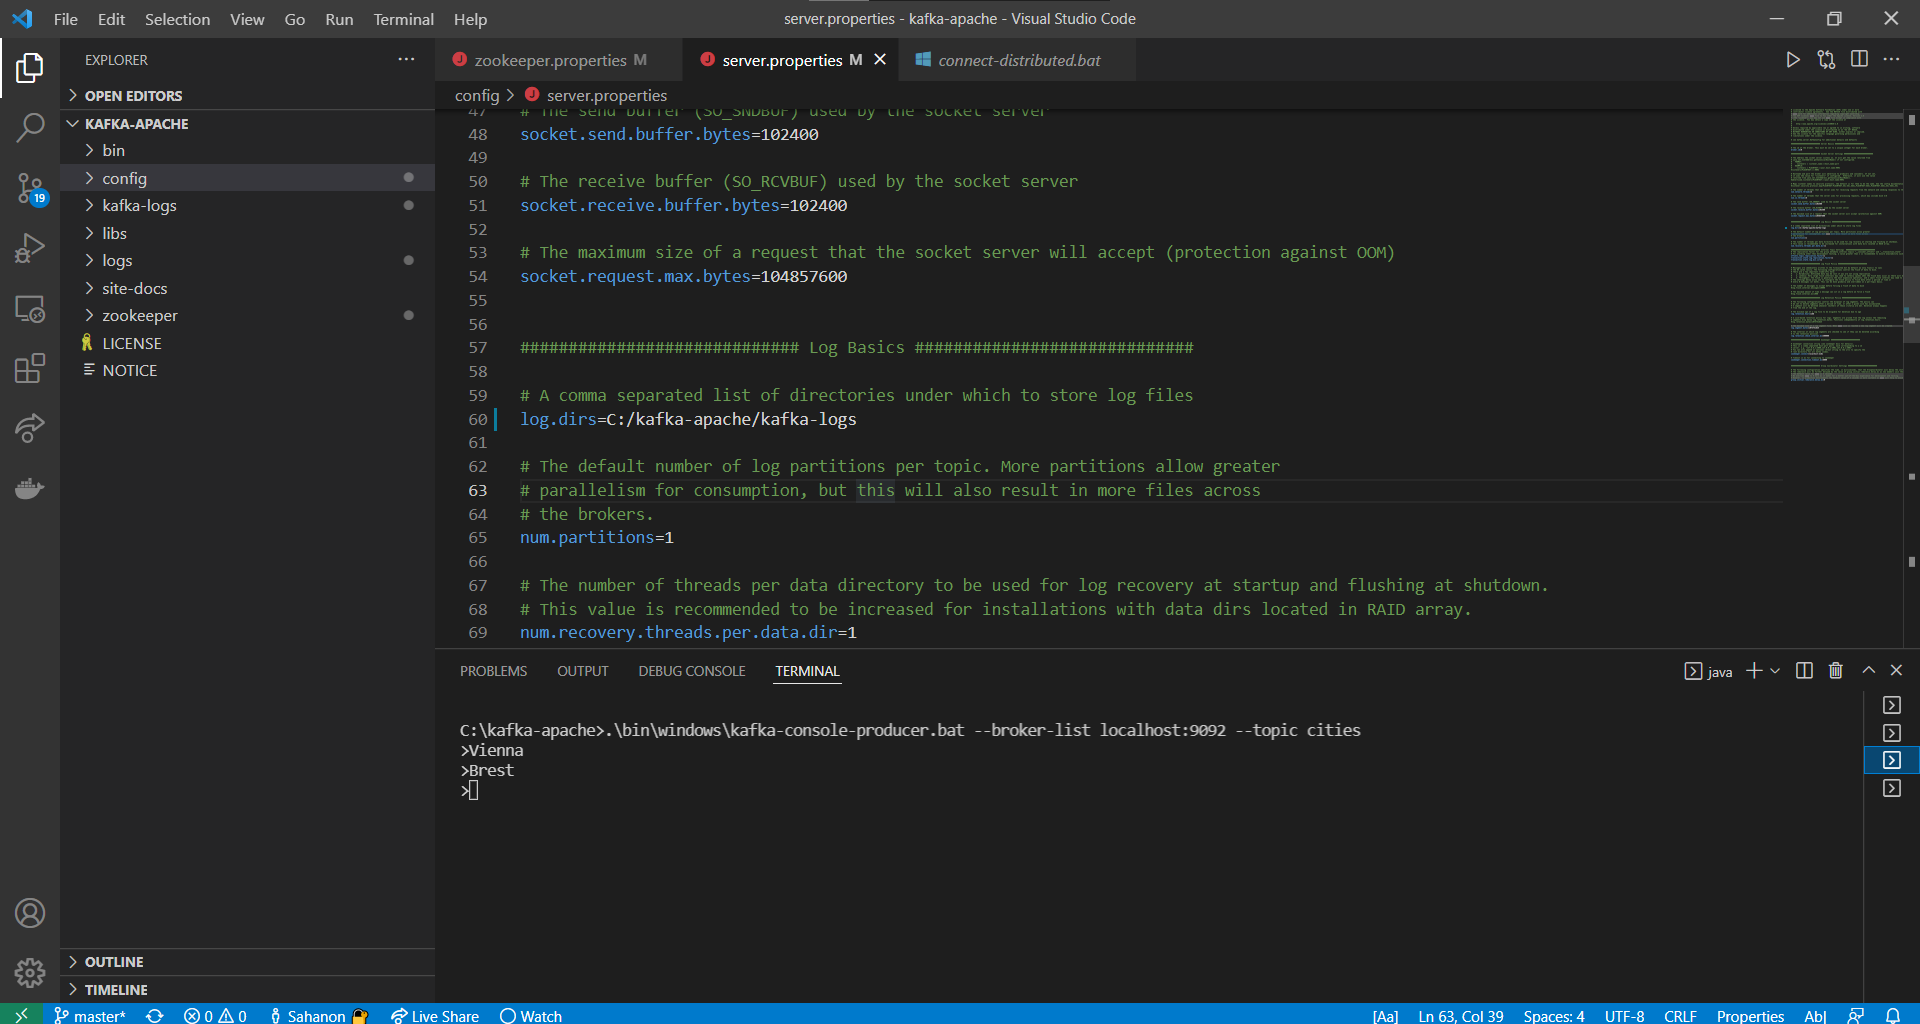 File Edit Selection View Go Run Terminal Help
server.properties - kafka-apache - Visual Studio Code
EXPLORER
OPEN EDITORS
KAFKA-APACHE
bin
config
kafka-logs
libs
logs
site-docs
zookeeper
LICENSE
NOTICE
OUTLINE
TIMELINE
19
zookeeper.properties M
server.properties M
connect-distributed.bat
config > server.properties
47 # The send buffer (SO_SNDBUF) used by the socket server
48 socket.send.buffer.bytes=102400
49
50 # The receive buffer (SO_RCVBUF) used by the socket server
51 socket.receive.buffer.bytes=102400
52
53 # The maximum size of a request that the socket server will accept (protection against OOM)
54 socket.request.max.bytes=104857600
55
56
57 ############################# Log Basics #############################
58
59 # A comma separated list of directories under which to store log files
60 log.dirs=C:/kafka-apache/kafka-logs
61
62 # The default number of log partitions per topic. More partitions allow greater
63 # parallelism for consumption, but this will also result in more files across
64 # the brokers.
65 num.partitions=1
66
67 # The number of threads per data directory to be used for log recovery at startup and flushing at shutdown.
68 # This value is recommended to be increased for installations with data dirs located in RAID array.
69 num.recovery.threads.per.data.dir=1
PROBLEMS OUTPUT DEBUG CONSOLE TERMINAL
java
C:\kafka-apache>.\bin\windows\kafka-console-producer.bat --broker-list localhost:9092 --topic cities
>Vienna
>Brest
>
master* 0 0 Sahanon Live Share Watch
[Aa] Ln 63, Col 39 Spaces: 4 UTF-8 CRLF Properties Ab|